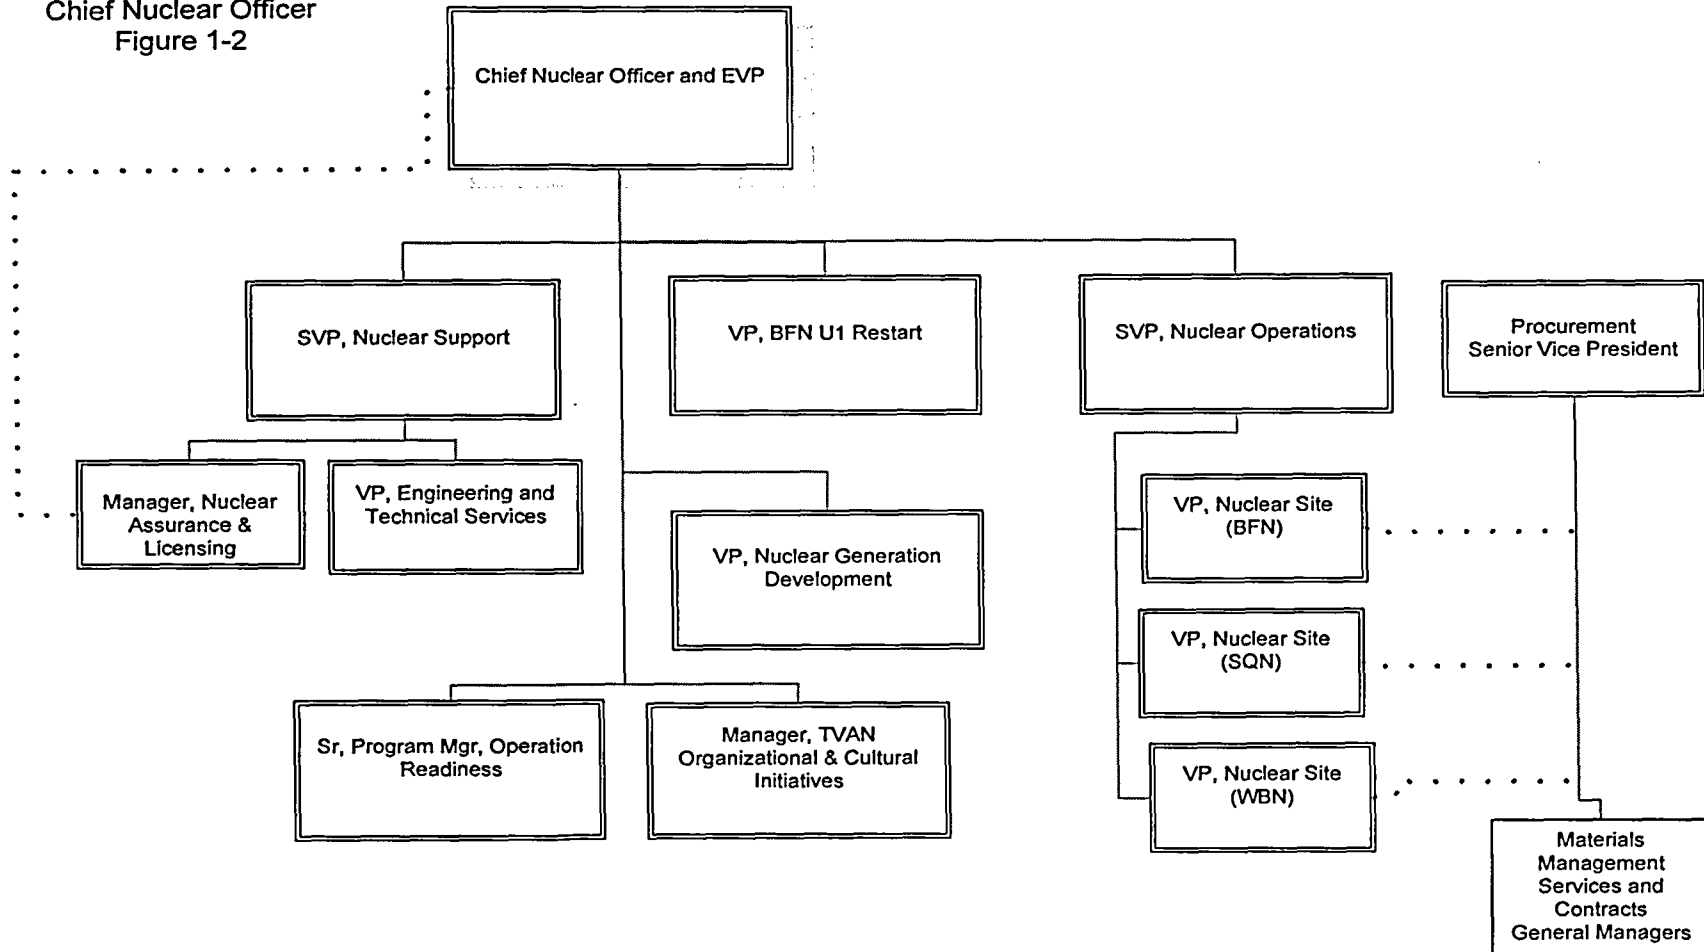 Chief Nuclear Officer
Figure 1-2
Chief Nuclear Officer and EVP
SVP, Nuclear Support
VP, BFN U1 Restart
SVP, Nuclear Operations
Procurement
Senior Vice President
Manager, Nuclear
Assurance &
Licensing
VP, Engineering and
Technical Services
VP, Nuclear Generation
Development
VP, Nuclear Site
(BFN)
VP, Nuclear Site
(SQN)
VP, Nuclear Site
(WBN)
Sr, Program Mgr, Operation
Readiness
Manager, TVAN
Organizational & Cultural
Initiatives
Materials
Management
Services and
Contracts
General Managers